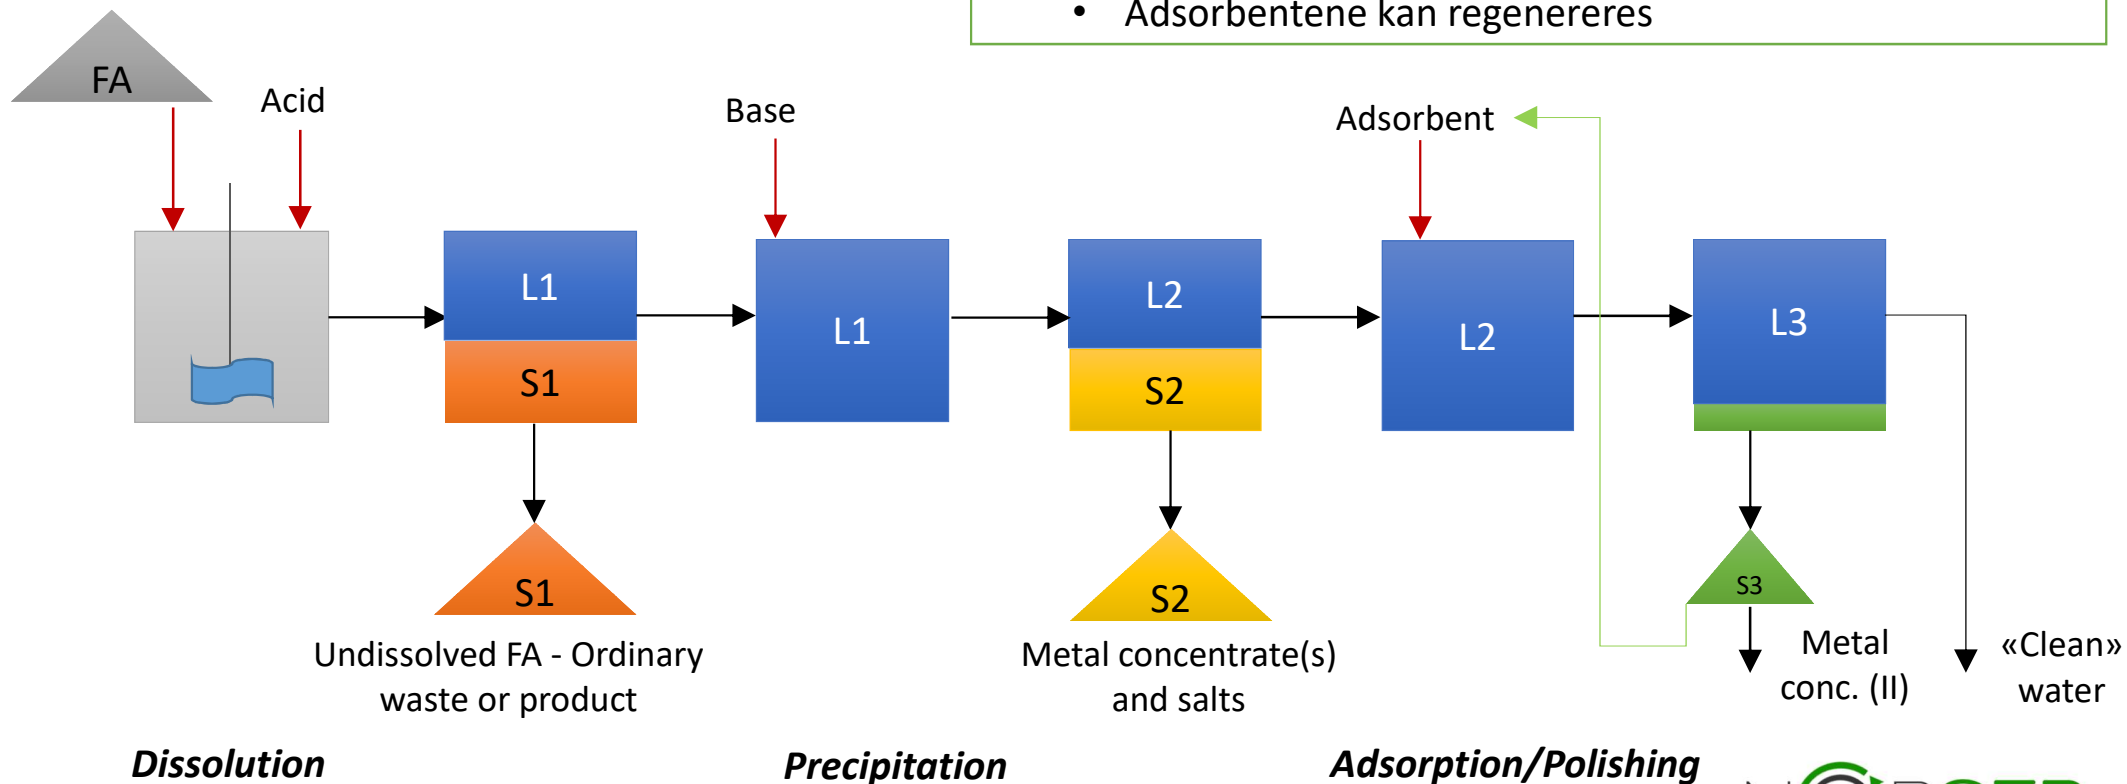 • Adsorbentene kan regenereres
FA
Acid
Base
Adsorbent
L1
S1
L1
L2
S2
L2
L3
S1
S2
S3
Undissolved FA - Ordinary
waste or product
Metal concentrate(s)
and salts
Metal
conc. (II)
«Clean»
water
Dissolution
Precipitation
Adsorption/Polishing